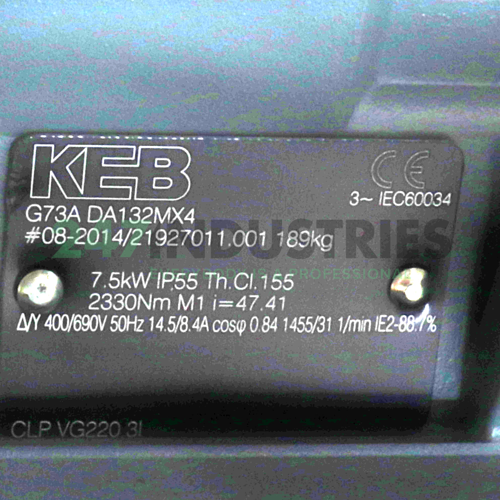 KEB
CE
3~ IEC60034
G73A DA132MX4
#08-2014/21927011.001 189kg
247INDUSTRIES
7.5kW IP55 Th.Cl.155
2330Nm M1 i=47.41
Δ/Y 400/690V 50Hz 14.5/8.4A cosφ 0.84 1455/31 1/min IE2-88.7%
CLP VG220 3l